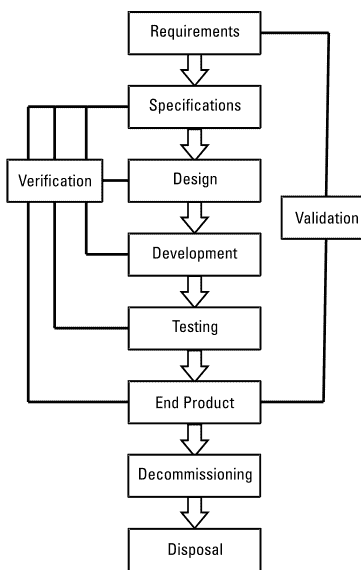 Requirements
Specifications
Verification
Design
Validation
Development
Testing
End Product
Decommissioning
Disposal